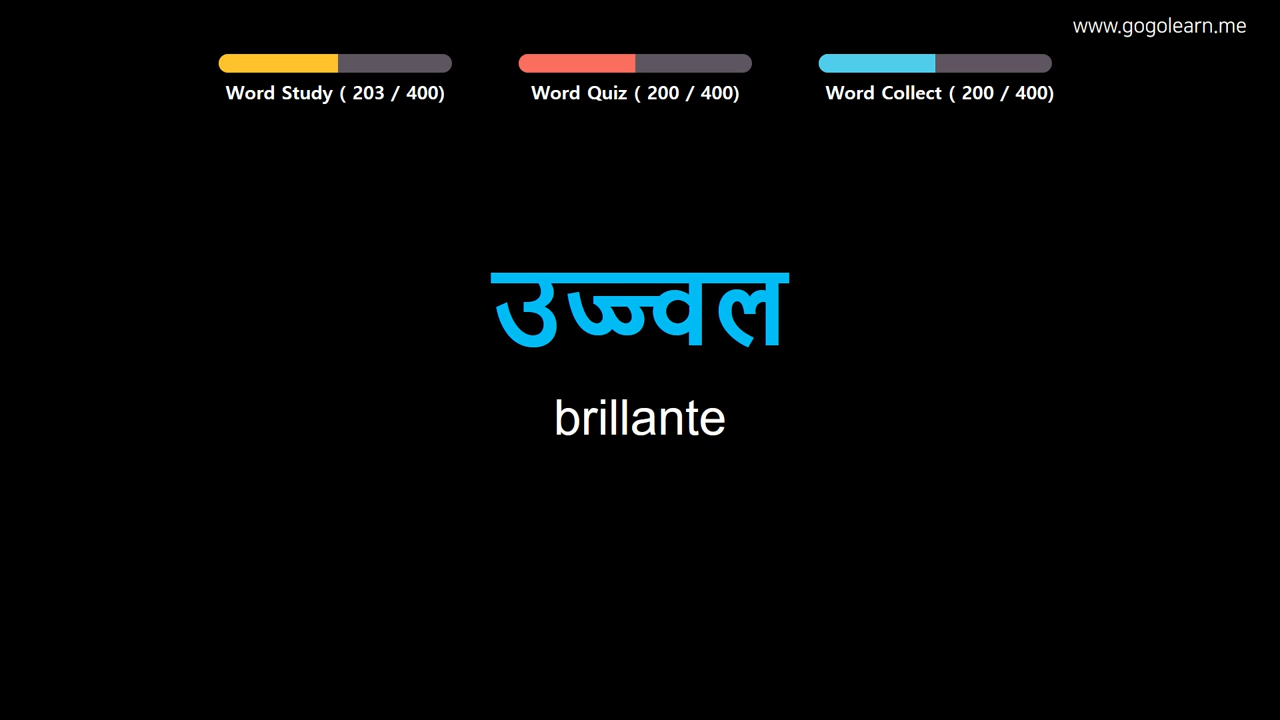 www.gogolearn.me
Word Study ( 203 / 400)
Word Quiz ( 200 / 400)
Word Collect ( 200 / 400)
उज्ज्वल
brillante